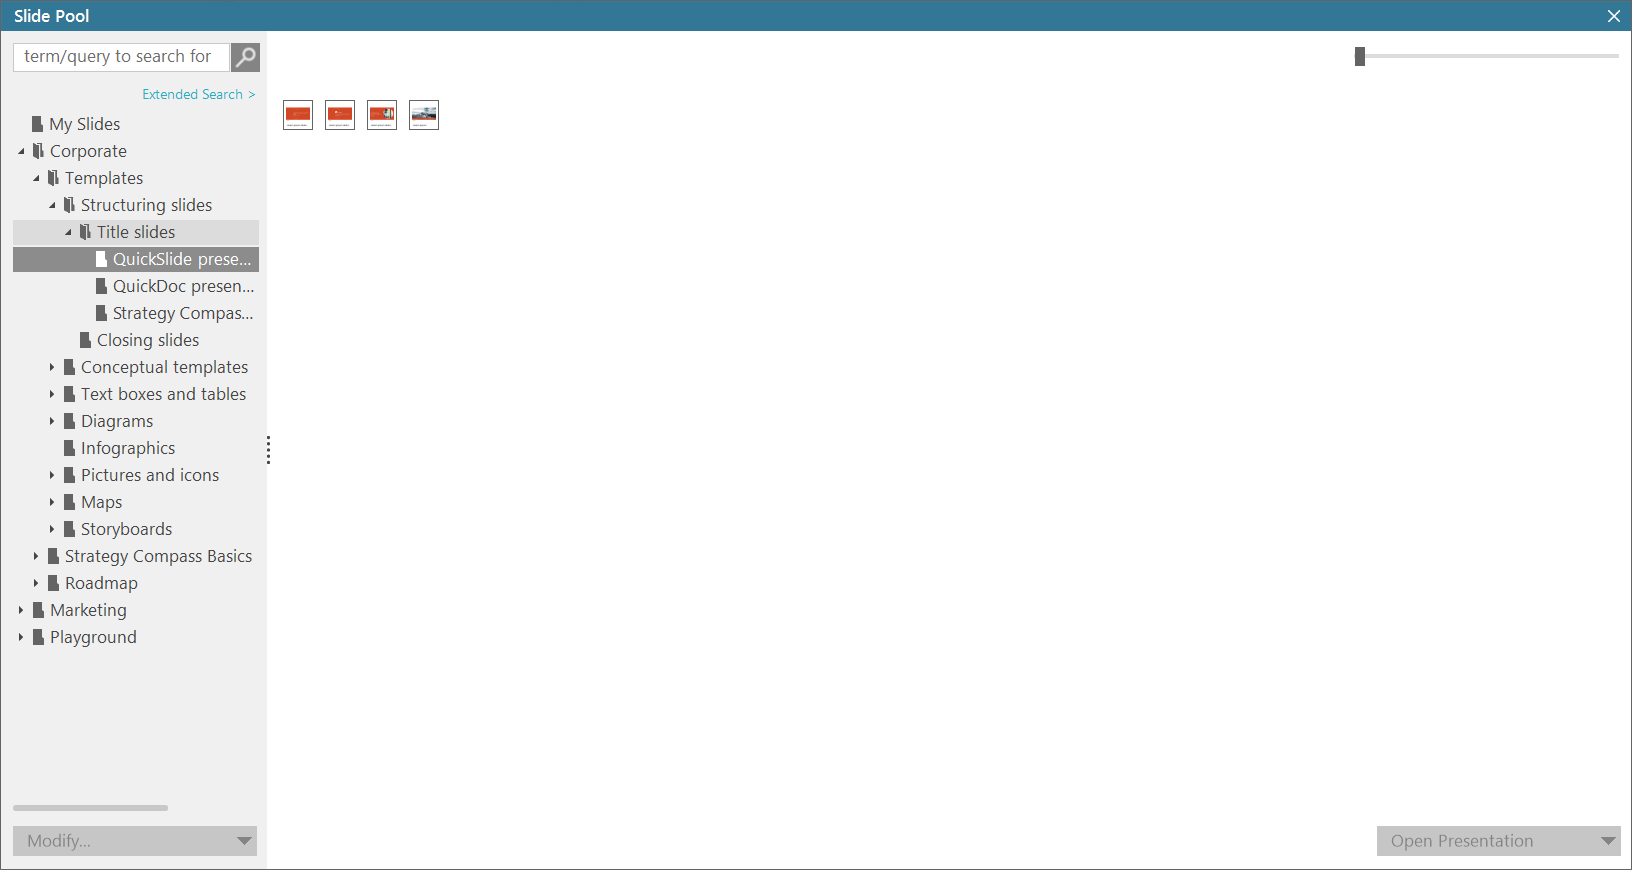 Slide Pool
term/query to search for
Extended Search >
My Slides
Corporate
Templates
Structuring slides
Title slides
QuickSlide prese...
QuickDoc presen...
Strategy Compas...
Closing slides
Conceptual templates
Text boxes and tables
Diagrams
Infographics
Pictures and icons
Maps
Storyboards
Strategy Compass Basics
Roadmap
Marketing
Playground
Modify...
Open Presentation